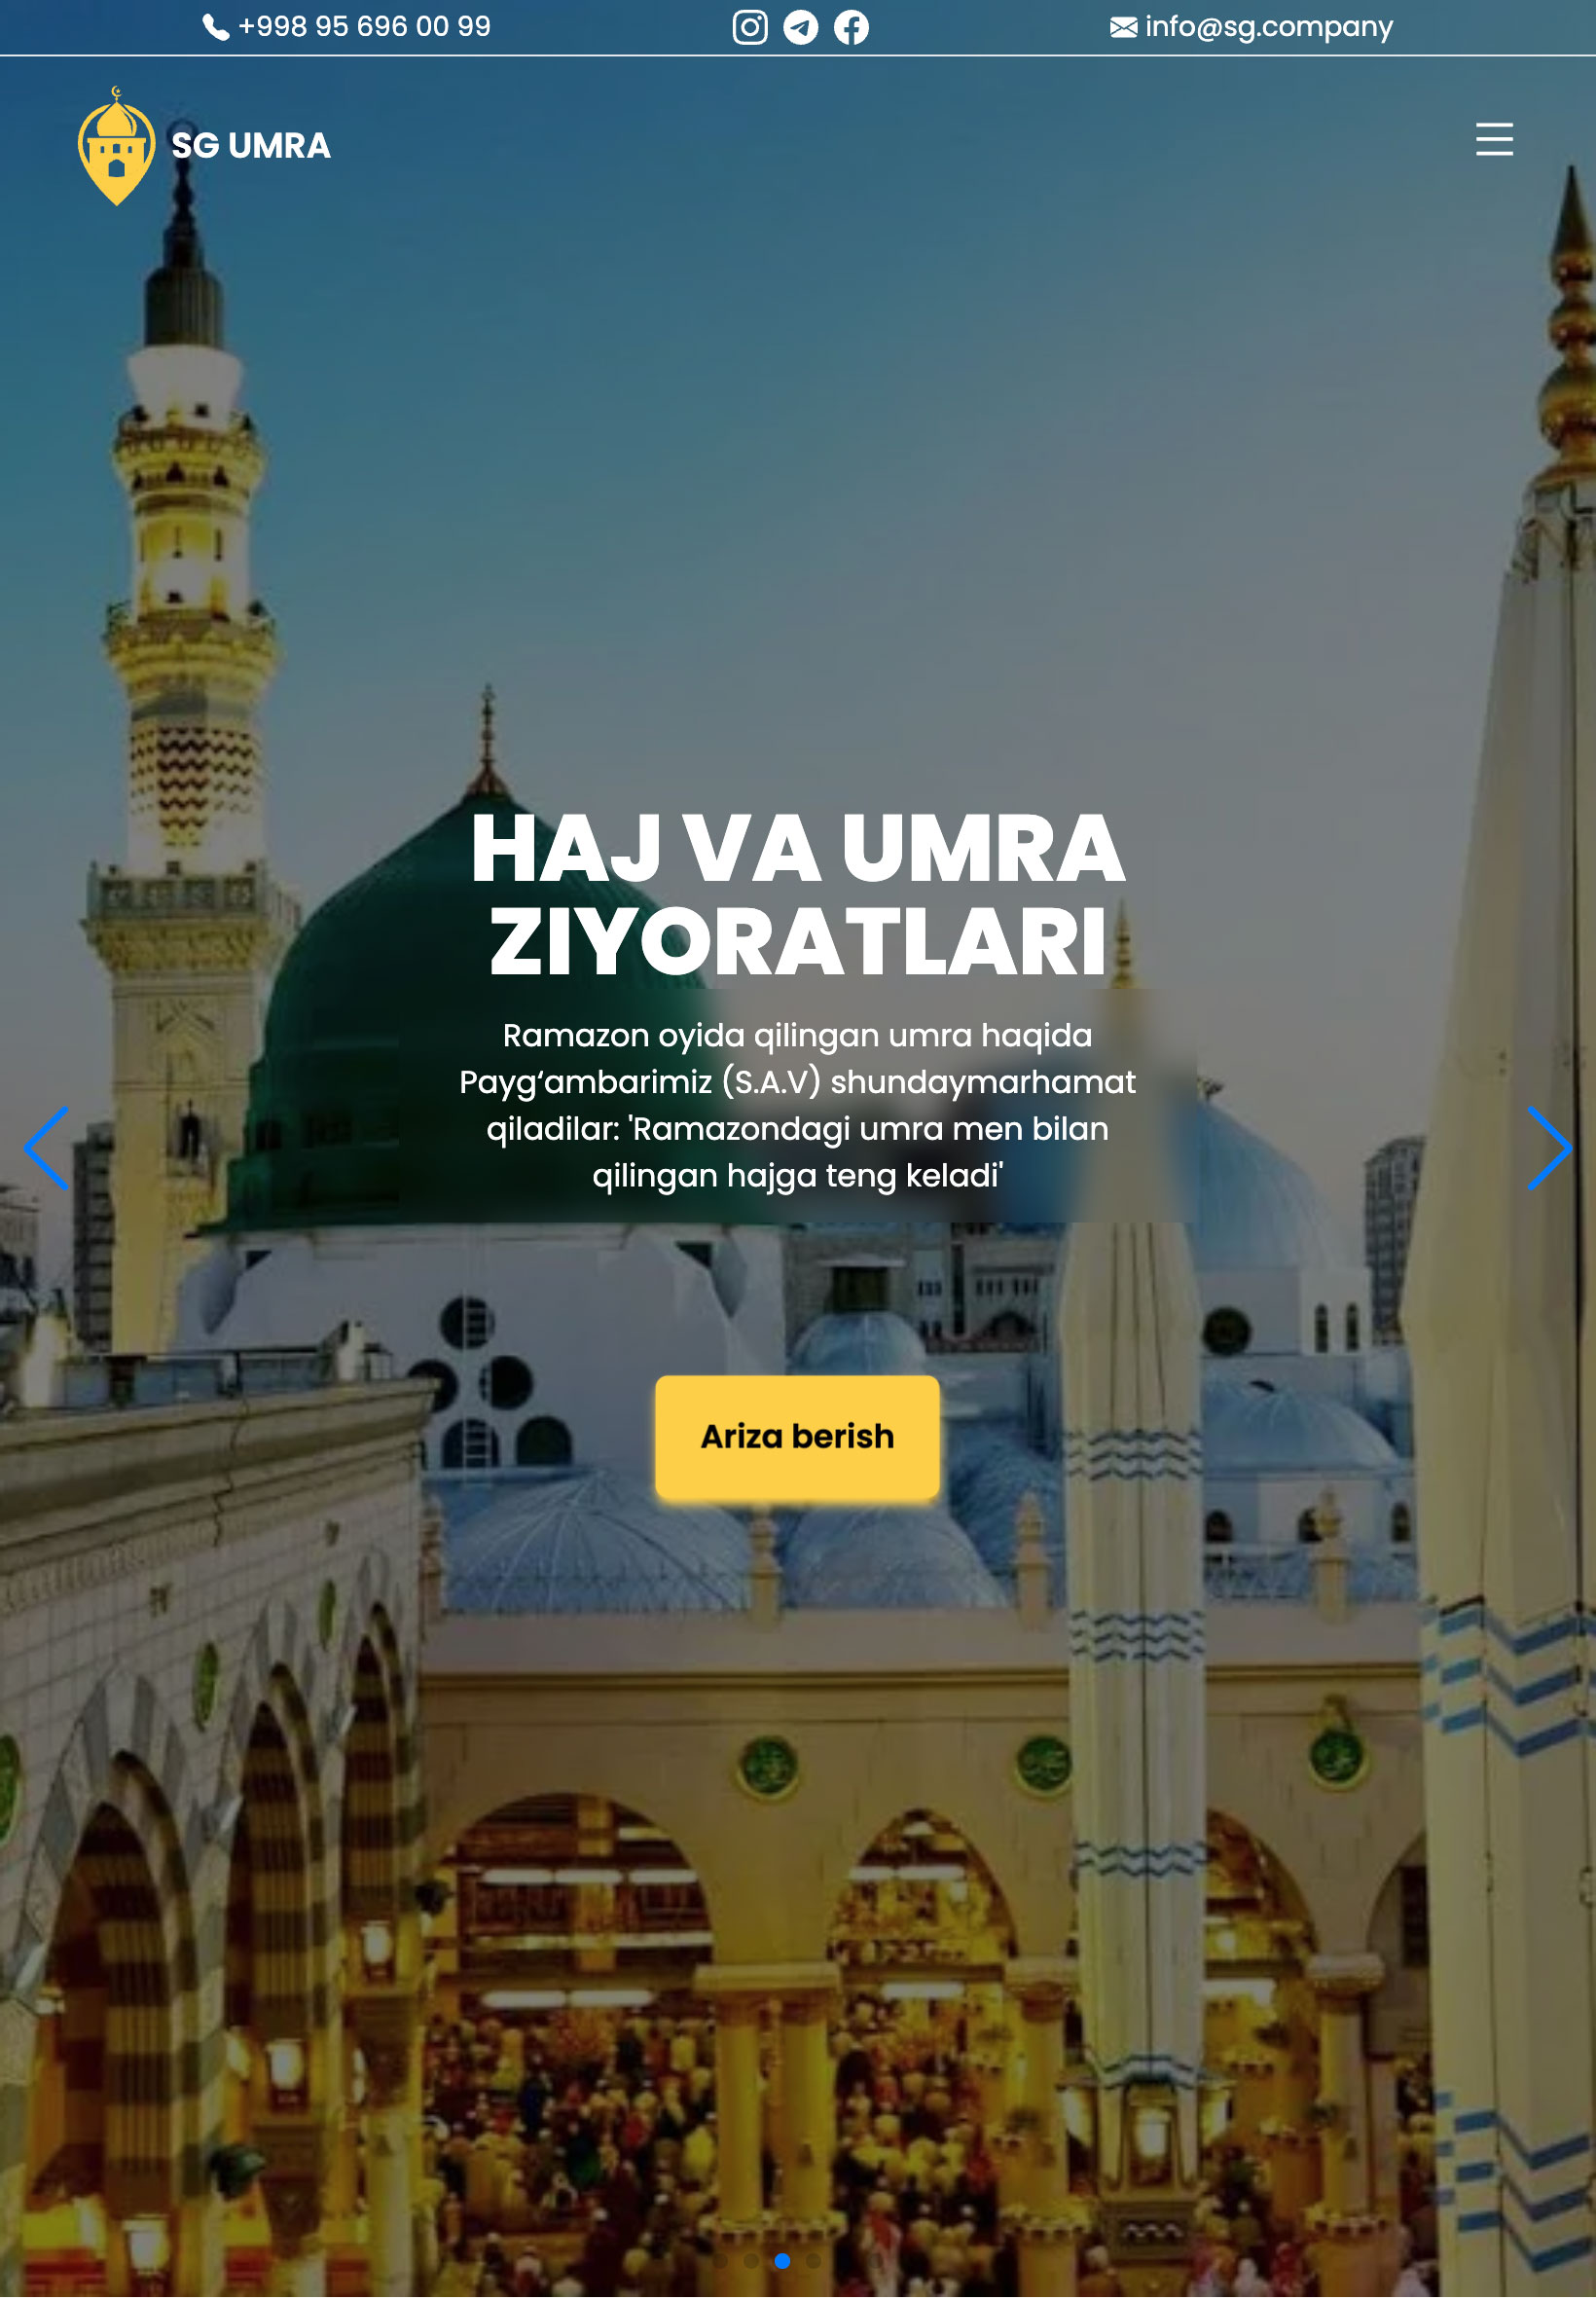 +998 95 696 00 99
info@sg.company
SG UMRA
HAJ VA UMRA
ZIYORATLARI
Ramazon oyida qilingan umra haqida
Payg‘ambarimiz (S.A.V) shundaymarhamat
qiladilar: 'Ramazondagi umra men bilan
qilingan hajga teng keladi'
Ariza berish